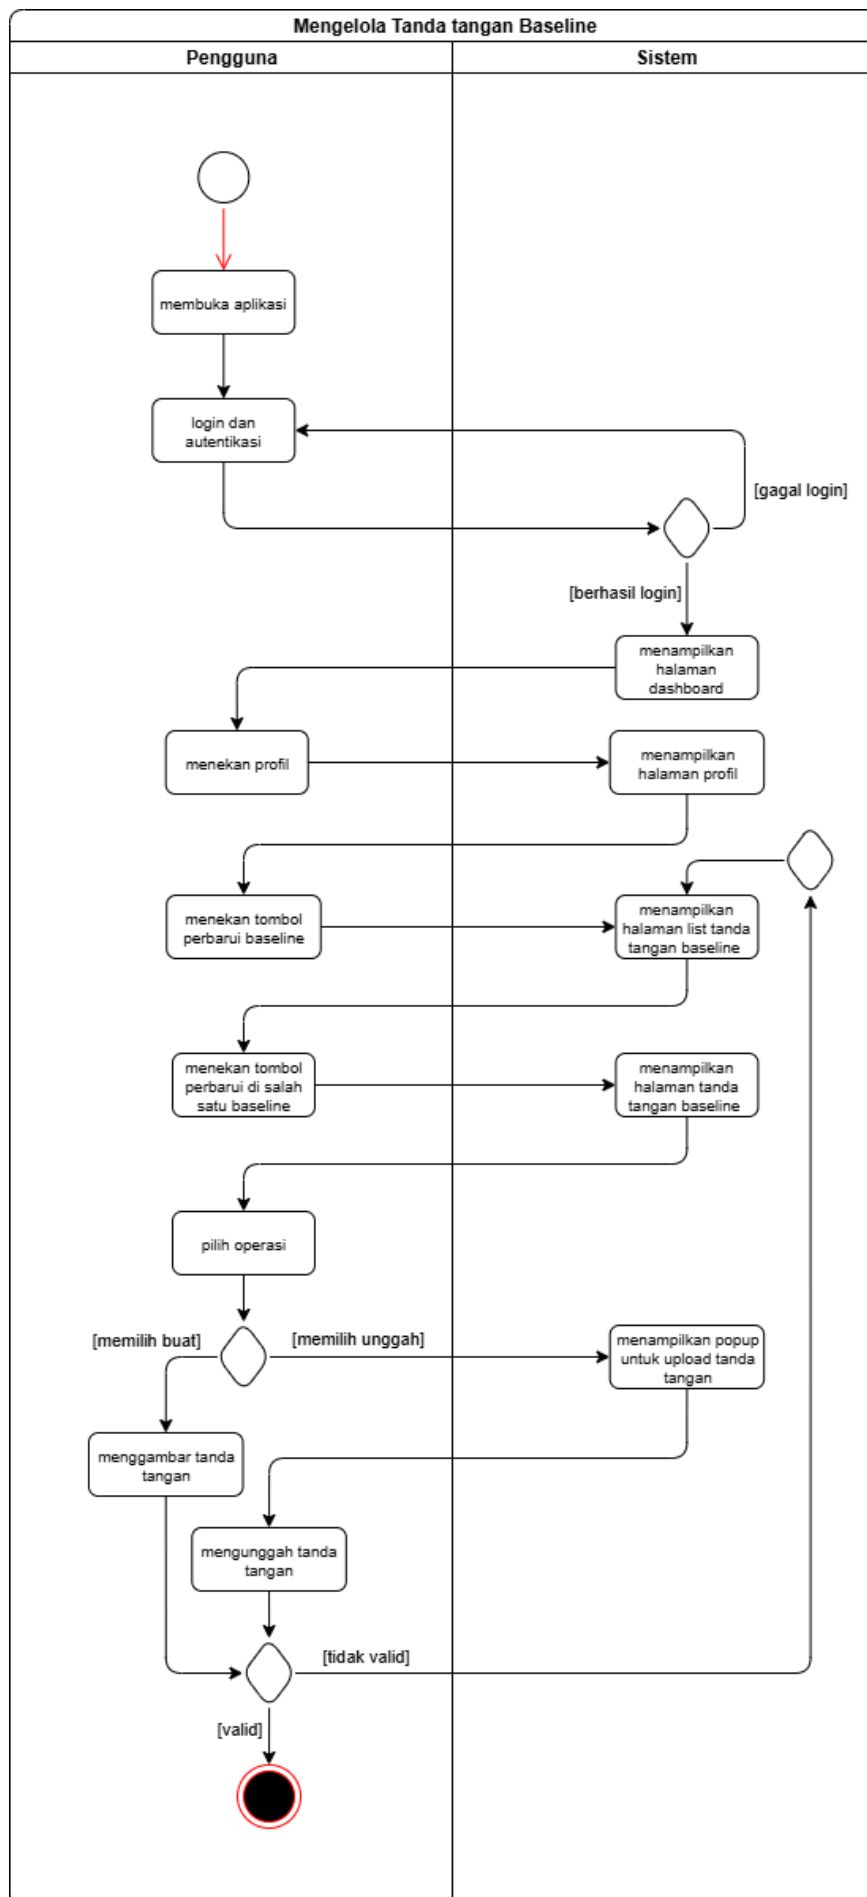 Mengelola Tanda tangan Baseline
Pengguna
Sistem
membuka aplikasi
login dan
autentikasi
[gagal login]
[berhasil login]
menampilkan
halaman
dashboard
menekan profil
menampilkan
halaman profil
menekan tombol
perbarui baseline
menampilkan
halaman list tanda
tangan baseline
menekan tombol
perbarui di salah
satu baseline
menampilkan
halaman tanda
tangan baseline
pilih operasi
[memilih buat]
[memilih unggah]
menampilkan popup
untuk upload tanda
tangan
menggambar tanda
tangan
mengunggah tanda
tangan
[tidak valid]
[valid]